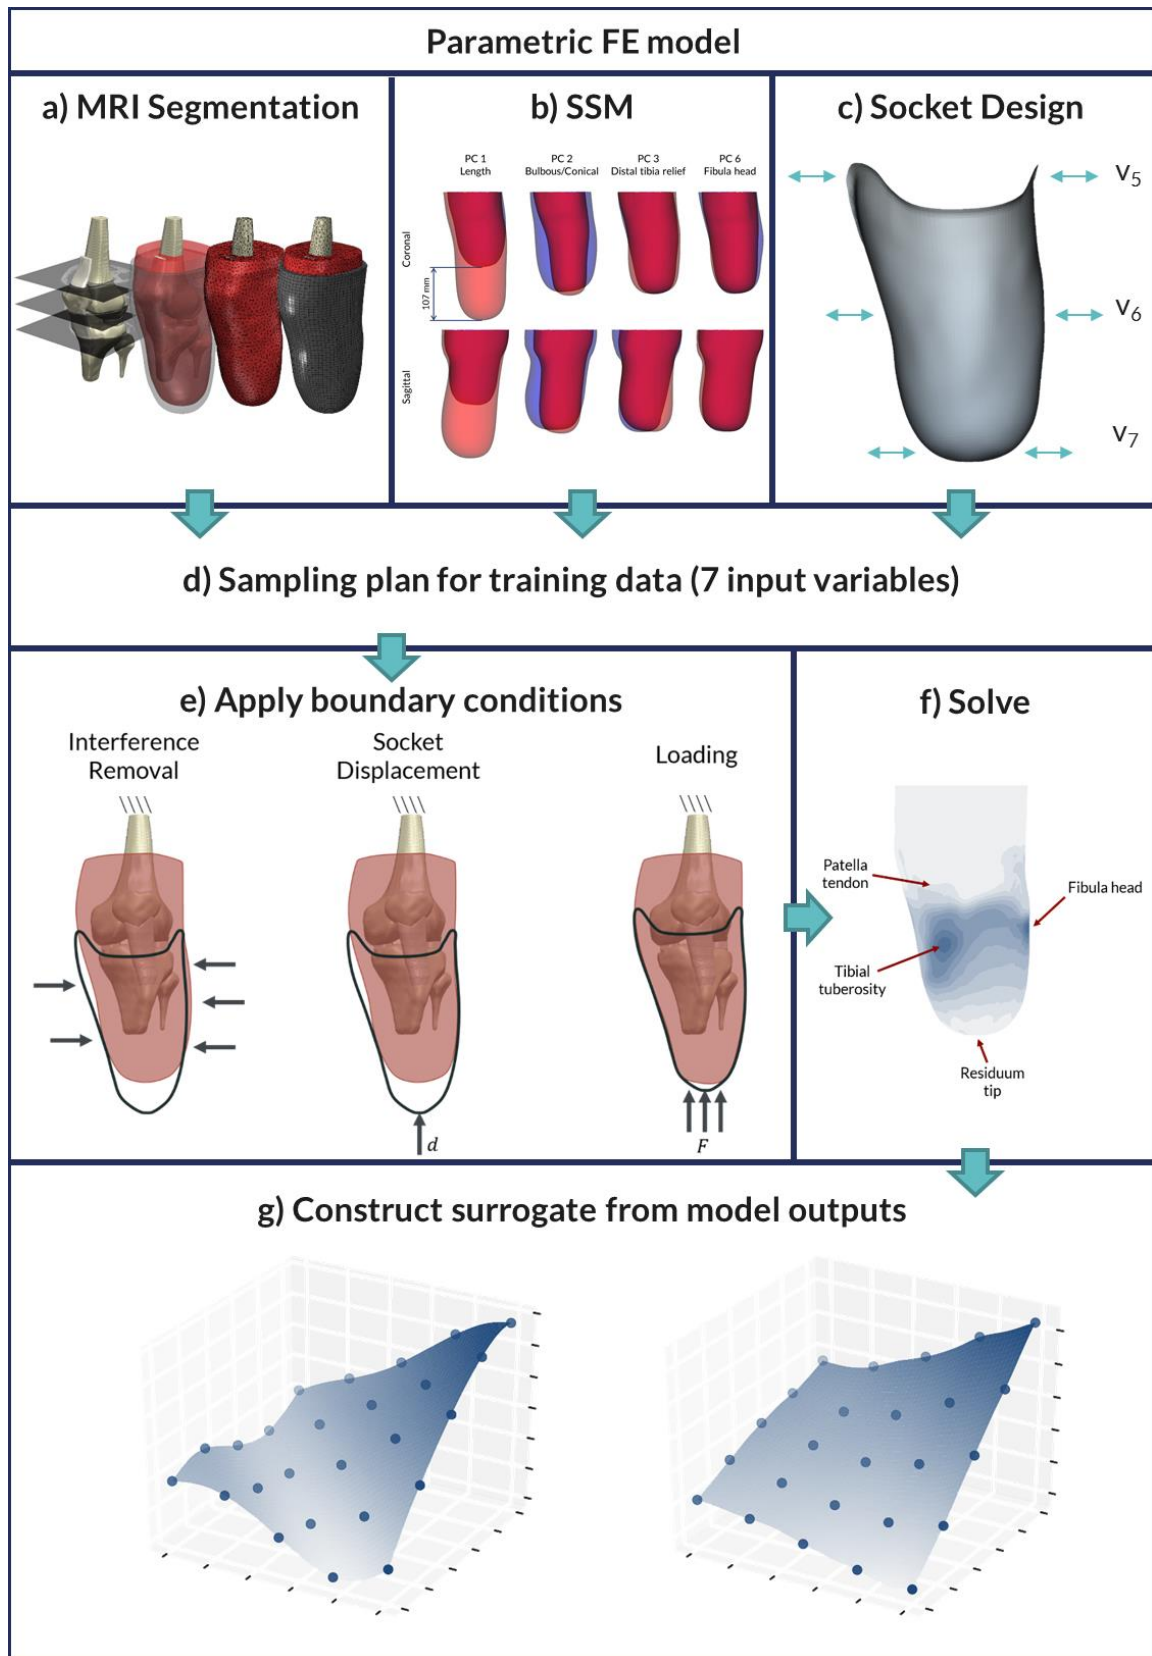 Parametric FE model
a) MRI Segmentation
b) SSM
c) Socket Design
PC 1
Length
PC 2
Bulbous/Conical
PC 3
Distal tibia relief
PC 6
Fibula head
Coronal
107 mm
Sagittal
V5
V6
V7
d) Sampling plan for training data (7 input variables)
e) Apply boundary conditions
Interference
Removal
Socket
Displacement
Loading
d
F
f) Solve
Patella
tendon
Fibula head
Tibial
tuberosity
Residuum
tip
g) Construct surrogate from model outputs